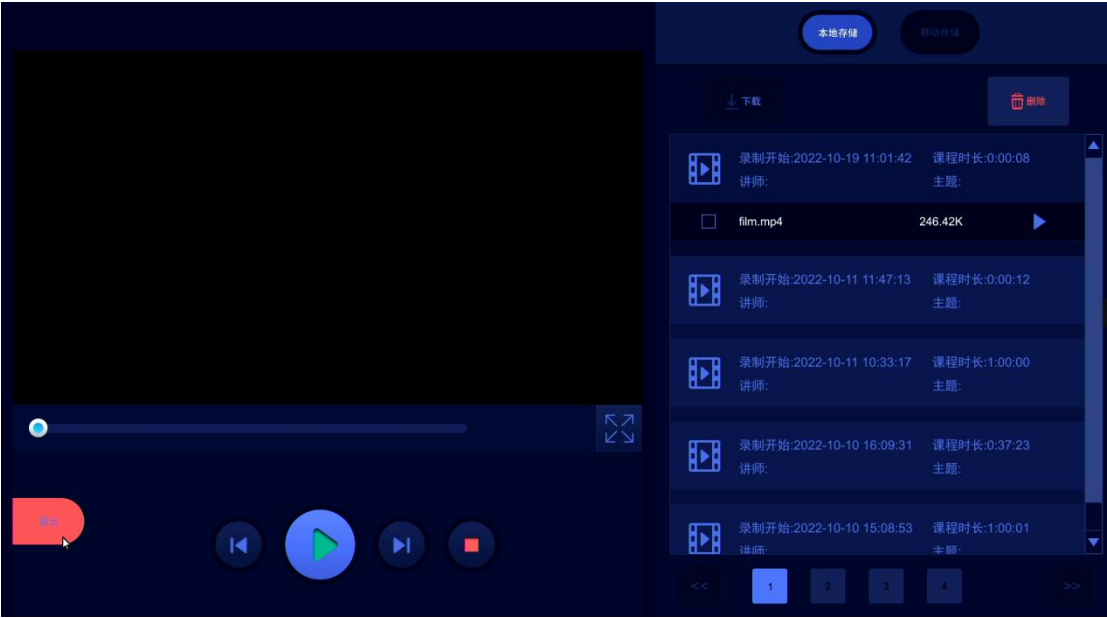 本地存储 移动存储
下载 删除
录制开始:2022-10-19 11:01:42 课程时长:0:00:08
讲师: 主题:
film.mp4 246.42K
录制开始:2022-10-11 11:47:13 课程时长:0:00:12
讲师: 主题:
录制开始:2022-10-11 10:33:17 课程时长:1:00:00
讲师: 主题:
录制开始:2022-10-10 16:09:31 课程时长:0:37:23
讲师: 主题:
录制开始:2022-10-10 15:08:53 课程时长:1:00:01
讲师: 主题:
退出
<< 1 2 3 4 >>